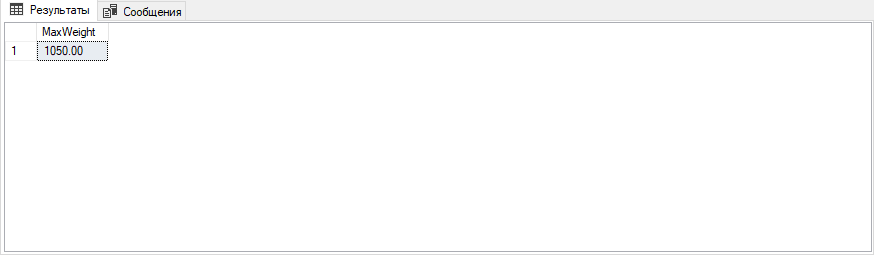 Результаты Сообщения
MaxWeight
1 1050.00